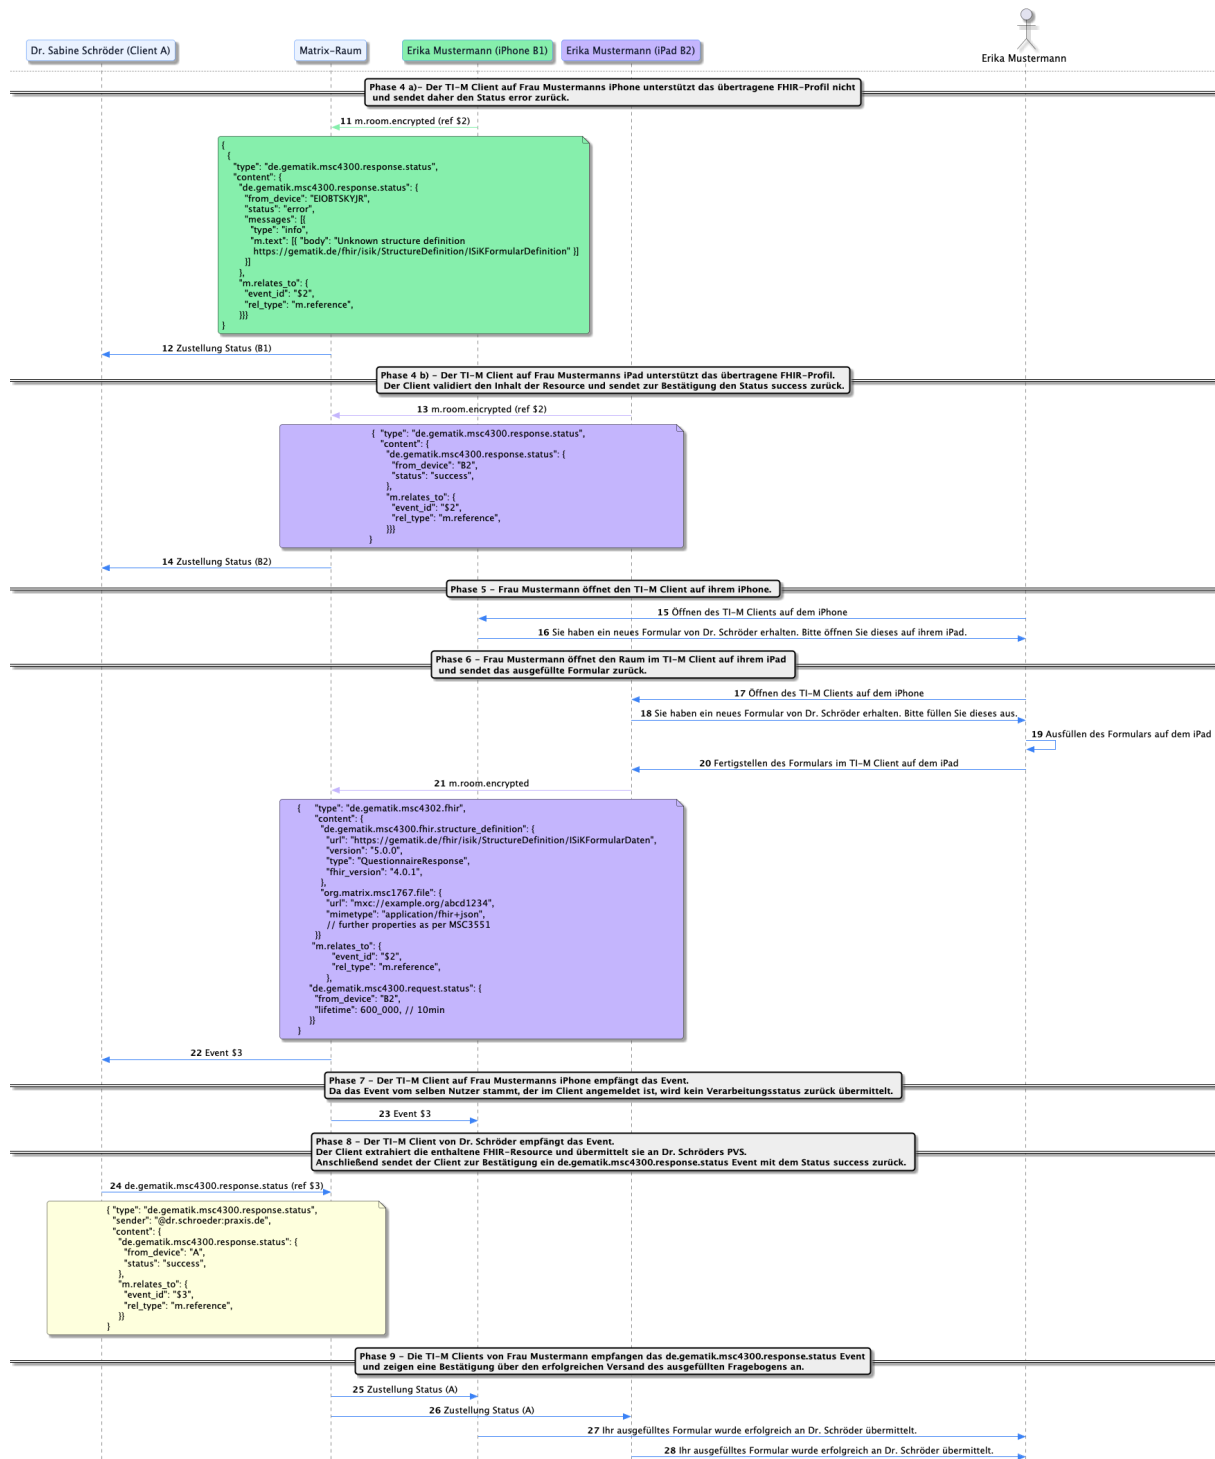 Dr. Sabine Schröder (Client A)
Matrix-Raum
Erika Mustermann (iPhone B1)
Erika Mustermann (iPad B2)
Erika Mustermann
Phase 4 a)- Der TI-M Client auf Frau Mustermanns iPhone unterstützt das übertragene FHIR-Profil nicht
und sendet daher den Status error zurück.
11 m.room.encrypted (ref $2)
{
{
"type": "de.gematik.msc4300.response.status",
"content": {
"de.gematik.msc4300.response.status": {
"from_device": "EIOBTSKYJR",
"status": "error",
"messages": [{
"type": "info",
"m.text": [{ "body": "Unknown structure definition
https://gematik.de/fhir/isik/StructureDefinition/ISiKFormularDefinition" }]
}]
},
"m.relates_to": {
"event_id": "$2",
"rel_type": "m.reference",
}}}
}
12 Zustellung Status (B1)
Phase 4 b) - Der TI-M Client auf Frau Mustermanns iPad unterstützt das übertragene FHIR-Profil.
Der Client validiert den Inhalt der Resource und sendet zur Bestätigung den Status success zurück.
13 m.room.encrypted (ref $2)
{ "type": "de.gematik.msc4300.response.status",
"content": {
"de.gematik.msc4300.response.status": {
"from_device": "B2",
"status": "success",
},
"m.relates_to": {
"event_id": "$2",
"rel_type": "m.reference",
}}}
}
14 Zustellung Status (B2)
Phase 5 - Frau Mustermann öffnet den TI-M Client auf ihrem iPhone.
15 Öffnen des TI-M Clients auf dem iPhone
16 Sie haben ein neues Formular von Dr. Schröder erhalten. Bitte öffnen Sie dieses auf ihrem iPad.
Phase 6 - Frau Mustermann öffnet den Raum im TI-M Client auf ihrem iPad
und sendet das ausgefüllte Formular zurück.
17 Öffnen des TI-M Clients auf dem iPhone
18 Sie haben ein neues Formular von Dr. Schröder erhalten. Bitte füllen Sie dieses aus.
19 Ausfüllen des Formulars auf dem iPad
20 Fertigstellen des Formulars im TI-M Client auf dem iPad
21 m.room.encrypted
{ "type": "de.gematik.msc4302.fhir",
"content": {
"de.gematik.msc4300.fhir.structure_definition": {
"url": "https://gematik.de/fhir/isik/StructureDefinition/ISiKFormularDaten",
"version": "5.0.0",
"type": "QuestionnaireResponse",
"fhir_version": "4.0.1",
},
"org.matrix.msc1767.file": {
"url": "mxc://example.org/abcd1234",
"mimetype": "application/fhir+json",
// further properties as per MSC3551
}}
"m.relates_to": {
"event_id": "$2",
"rel_type": "m.reference",
},
"de.gematik.msc4300.request.status": {
"from_device": "B2",
"lifetime": 600_000, // 10min
}}
}
22 Event $3
Phase 7 - Der TI-M Client auf Frau Mustermanns iPhone empfängt das Event.
Da das Event vom selben Nutzer stammt, der im Client angemeldet ist, wird kein Verarbeitungsstatus zurück übermittelt.
23 Event $3
Phase 8 - Der TI-M Client von Dr. Schröder empfängt das Event.
Der Client extrahiert die enthaltene FHIR-Resource und übermittelt sie an Dr. Schröders PVS.
Anschließend sendet der Client zur Bestätigung ein de.gematik.msc4300.response.status Event mit dem Status success zurück.
24 de.gematik.msc4300.response.status (ref $3)
{ "type": "de.gematik.msc4300.response.status",
"sender": "@dr.schroeder:praxis.de",
"content": {
"de.gematik.msc4300.response.status": {
"from_device": "A",
"status": "success",
},
"m.relates_to": {
"event_id": "$3",
"rel_type": "m.reference",
}}
}
Phase 9 - Die TI-M Clients von Frau Mustermann empfangen das de.gematik.msc4300.response.status Event
und zeigen eine Bestätigung über den erfolgreichen Versand des ausgefüllten Fragebogens an.
25 Zustellung Status (A)
26 Zustellung Status (A)
27 Ihr ausgefülltes Formular wurde erfolgreich an Dr. Schröder übermittelt.
28 Ihr ausgefülltes Formular wurde erfolgreich an Dr. Schröder übermittelt.